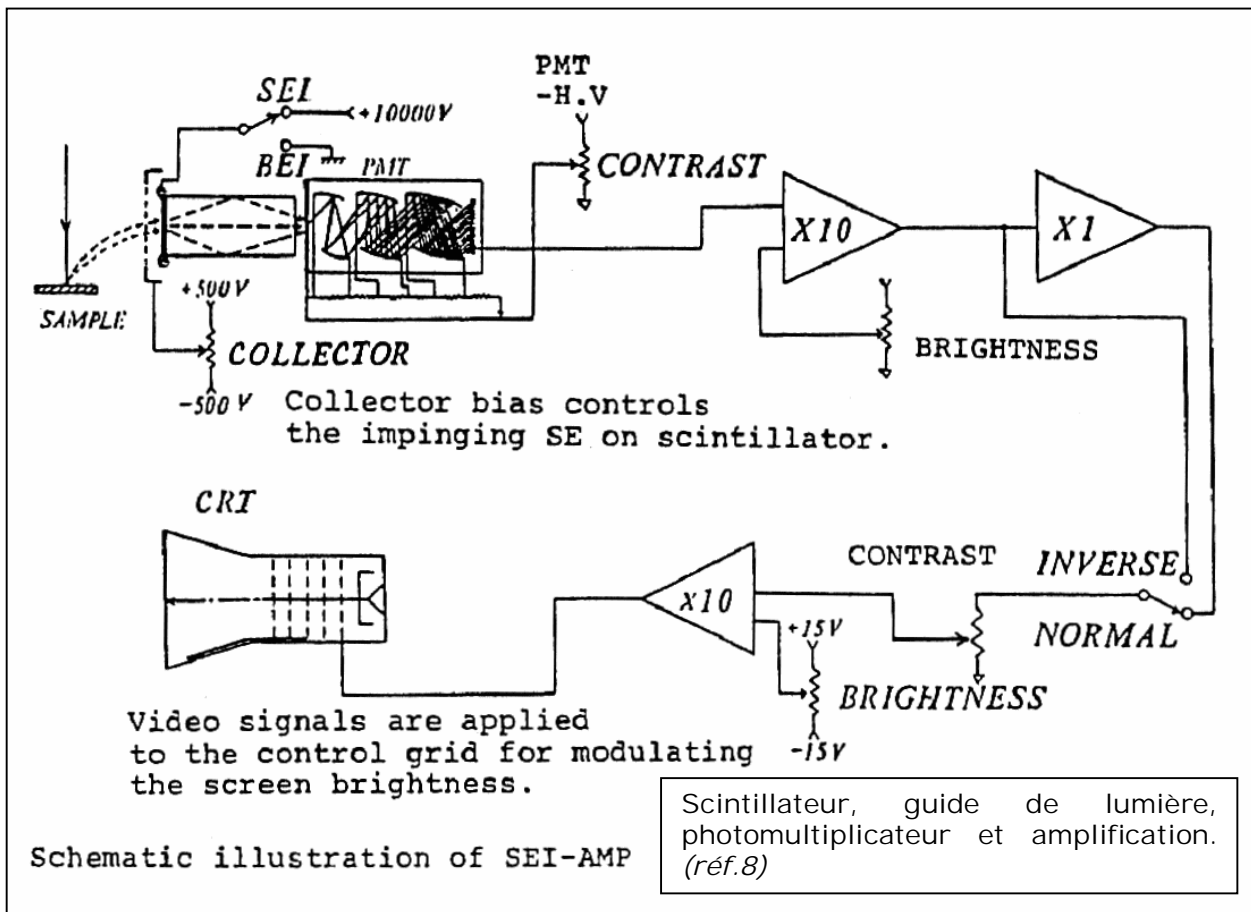 PMT
-H.V
SEI
+10000V
BEI
PMT
CONTRAST
X10
X1
SAMPLE
+500V
COLLECTOR
-500V
BRIGHTNESS
Collector bias controls
the impinging SE on scintillator.
CRT
CONTRAST
INVERSE
X10
+15V
NORMAL
BRIGHTNESS
-15V
Video signals are applied
to the control grid for modulating
the screen brightness.
Schematic illustration of SEI-AMP
Scintillateur, guide de lumière,
photomultiplicateur et amplification.
(réf.8)